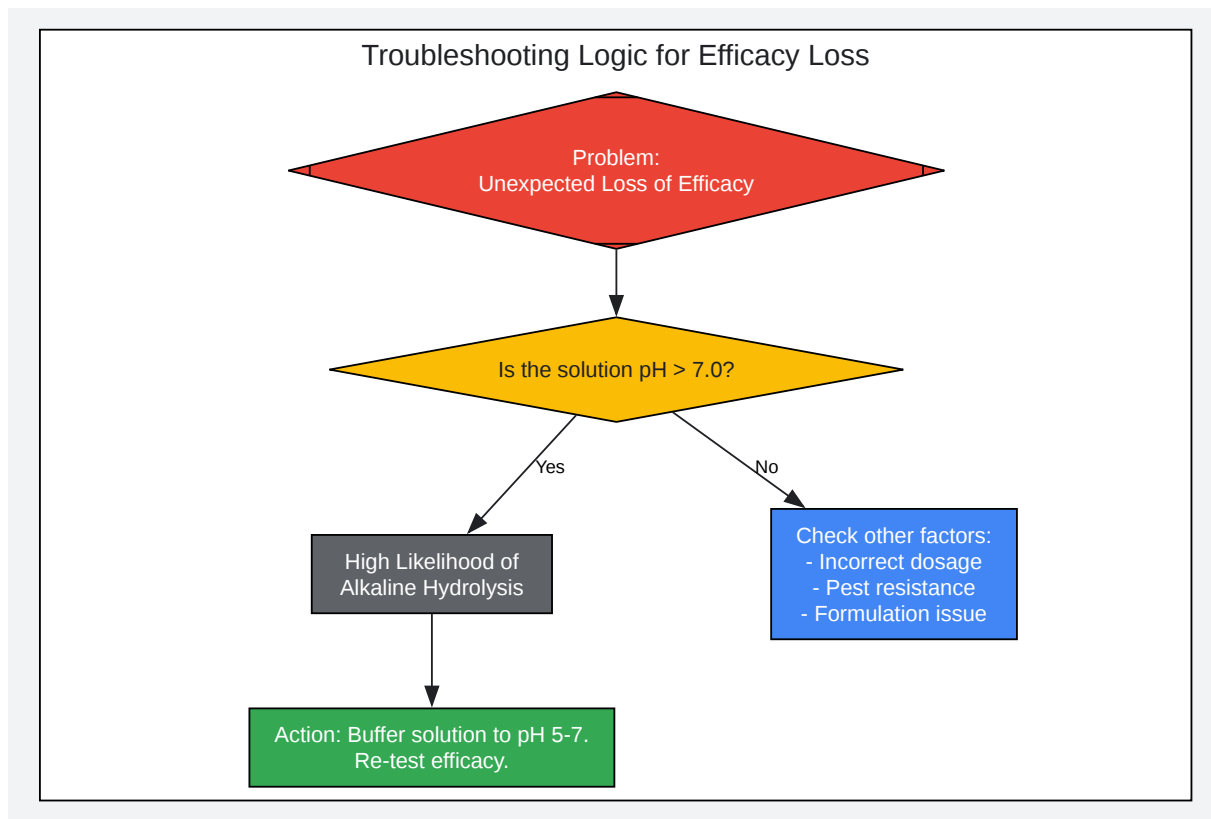 Troubleshooting Logic for Efficacy Loss
Problem:
Unexpected Loss of Efficacy
Is the solution pH > 7.0?
Yes
No
High Likelihood of
Alkaline Hydrolysis
Check other factors:
- Incorrect dosage
- Pest resistance
- Formulation issue
Action: Buffer solution to pH 5-7.
Re-test efficacy.